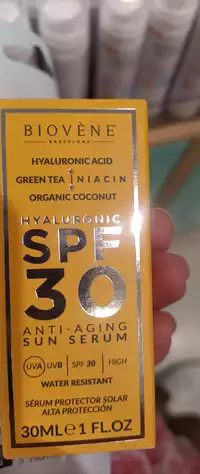 BIOVÈNE
BARCELONA
HYALURONIC ACID
GREEN TEA NIACIN
ORGANIC COCONUT
HYALURONIC
SPF
30
ANTI-AGING
SUN SERUM
UVA UVB SPF 30 HIGH
WATER RESISTANT
SÉRUM PROTECTOR SOLAR
ALTA PROTECCIÓN
30ML e 1 FL.OZ